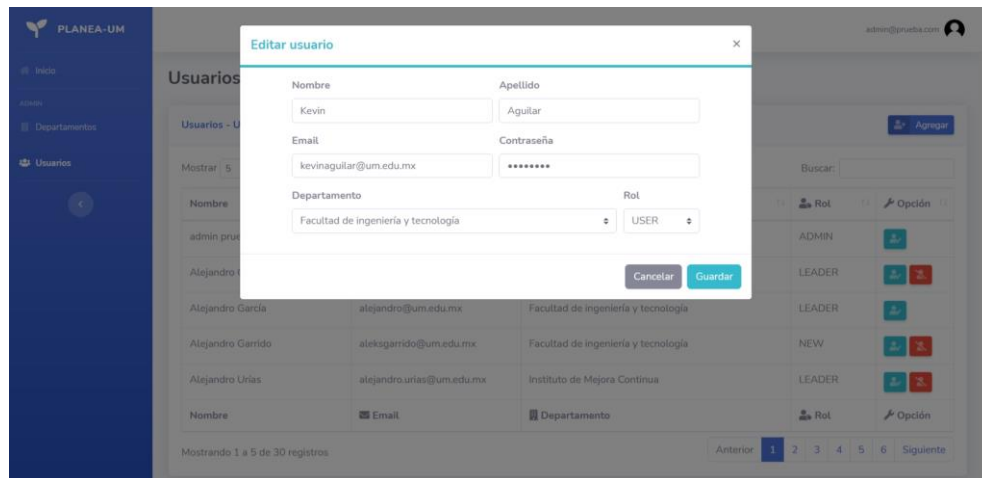 PLANEA-UM
admin@prueba.com
Inicio
ADMIN
Departamentos
Usuarios
Usuarios
Usuarios - U
Agregar
Mostrar 5
Buscar:
Nombre
Rol
Opción
admin prue
ADMIN
Alejandro
LEADER
Alejandro García alejandro@um.edu.mx Facultad de ingeniería y tecnología LEADER
Alejandro Garrido aleksgarrido@um.edu.mx Facultad de ingeniería y tecnología NEW
Alejandro Urías alejandro.urias@um.edu.mx Instituto de Mejora Continua LEADER
Nombre Email Departamento Rol Opción
Mostrando 1 a 5 de 30 registros
Anterior 1 2 3 4 5 6 Siguiente
Editar usuario ×
Nombre Apellido
Kevin Aguilar
Email Contraseña
kevinaguilar@um.edu.mx ••••••••
Departamento Rol
Facultad de ingeniería y tecnología USER
Cancelar Guardar